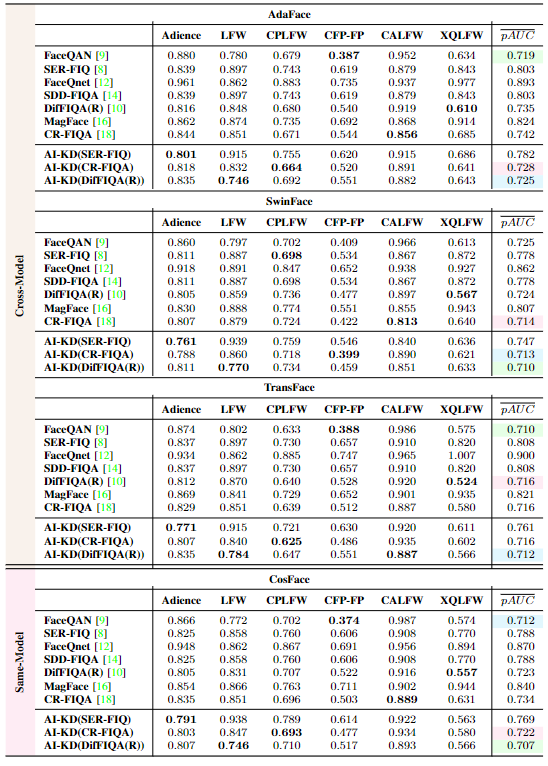 AdaFace
Adience LFW CPLFW CFP-FP CALFW XQLFW pAUC
FaceQAN [9] 0.880 0.780 0.679 0.387 0.952 0.634 0.719
SER-FIQ [8] 0.839 0.897 0.743 0.619 0.879 0.843 0.803
FaceQnet [12] 0.961 0.862 0.883 0.735 0.937 0.977 0.893
SDD-FIQA [14] 0.839 0.897 0.743 0.619 0.879 0.843 0.803
DifFIQA(R) [10] 0.816 0.848 0.680 0.540 0.919 0.610 0.735
MagFace [16] 0.862 0.874 0.735 0.692 0.868 0.914 0.824
CR-FIQA [18] 0.844 0.851 0.671 0.544 0.856 0.685 0.742
AI-KD(SER-FIQ) 0.801 0.915 0.755 0.620 0.915 0.686 0.782
AI-KD(CR-FIQA) 0.818 0.832 0.664 0.520 0.891 0.641 0.728
AI-KD(DifFIQA(R)) 0.835 0.746 0.692 0.551 0.882 0.643 0.725
Cross-Model
SwinFace
Adience LFW CPLFW CFP-FP CALFW XQLFW pAUC
FaceQAN [9] 0.860 0.797 0.702 0.409 0.966 0.613 0.725
SER-FIQ [8] 0.811 0.887 0.698 0.534 0.867 0.872 0.778
FaceQnet [12] 0.918 0.891 0.847 0.652 0.938 0.927 0.862
SDD-FIQA [14] 0.811 0.887 0.698 0.534 0.867 0.872 0.778
DifFIQA(R) [10] 0.805 0.859 0.736 0.477 0.897 0.567 0.724
MagFace [16] 0.830 0.888 0.774 0.551 0.855 0.943 0.807
CR-FIQA [18] 0.807 0.879 0.724 0.422 0.813 0.640 0.714
AI-KD(SER-FIQ) 0.761 0.939 0.759 0.546 0.840 0.636 0.747
AI-KD(CR-FIQA) 0.788 0.860 0.718 0.399 0.890 0.621 0.713
AI-KD(DifFIQA(R)) 0.811 0.770 0.734 0.459 0.851 0.633 0.710
TransFace
Adience LFW CPLFW CFP-FP CALFW XQLFW pAUC
FaceQAN [9] 0.874 0.802 0.633 0.388 0.986 0.575 0.710
SER-FIQ [8] 0.837 0.897 0.730 0.657 0.910 0.820 0.808
FaceQnet [12] 0.934 0.862 0.885 0.747 0.965 1.007 0.900
SDD-FIQA [14] 0.837 0.897 0.730 0.657 0.910 0.820 0.808
DifFIQA(R) [10] 0.812 0.870 0.640 0.528 0.920 0.524 0.716
MagFace [16] 0.869 0.841 0.729 0.652 0.901 0.935 0.821
CR-FIQA [18] 0.829 0.851 0.639 0.512 0.887 0.580 0.716
AI-KD(SER-FIQ) 0.771 0.915 0.721 0.630 0.920 0.611 0.761
AI-KD(CR-FIQA) 0.807 0.840 0.625 0.486 0.935 0.602 0.716
AI-KD(DifFIQA(R)) 0.835 0.784 0.647 0.551 0.887 0.566 0.712
Same-Model
CosFace
Adience LFW CPLFW CFP-FP CALFW XQLFW pAUC
FaceQAN [9] 0.866 0.772 0.702 0.374 0.987 0.574 0.712
SER-FIQ [8] 0.825 0.858 0.760 0.606 0.908 0.770 0.788
FaceQnet [12] 0.948 0.862 0.867 0.691 0.956 0.894 0.870
SDD-FIQA [14] 0.825 0.858 0.760 0.606 0.908 0.770 0.788
DifFIQA(R) [10] 0.805 0.831 0.707 0.522 0.916 0.557 0.723
MagFace [16] 0.854 0.866 0.763 0.711 0.902 0.944 0.840
CR-FIQA [18] 0.835 0.851 0.696 0.503 0.889 0.631 0.734
AI-KD(SER-FIQ) 0.791 0.938 0.789 0.614 0.922 0.563 0.769
AI-KD(CR-FIQA) 0.803 0.847 0.693 0.477 0.934 0.580 0.722
AI-KD(DifFIQA(R)) 0.807 0.746 0.710 0.517 0.893 0.566 0.707